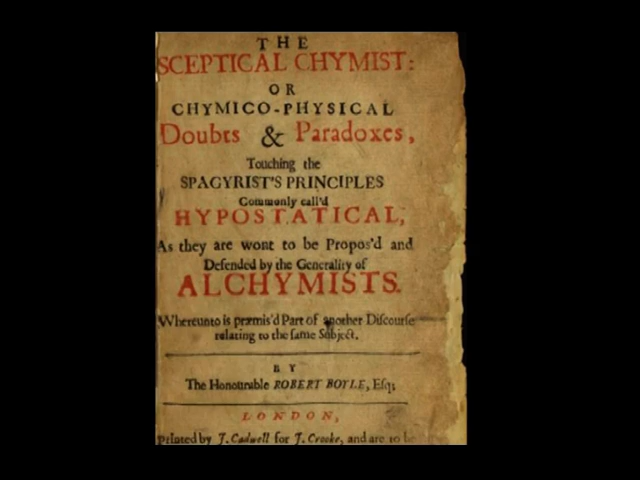 THE
SCEPTICAL CHYMIST:
OR
CHYMICO-PHYSICAL
Doubts & Paradoxes,
Touching the
SPAGYRIST'S PRINCIPLES
Commonly call'd
HYPOSTATICAL,
As they are wont to be Propos'd and
Defended by the Generality of
ALCHYMISTS.
Whereunto is præmis'd Part of another Discourse
relating to the same Subject.
BY
The Honourable ROBERT BOYLE, Esq;
LONDON,
Printed by J. Cadwell for J. Crooke, and are to be